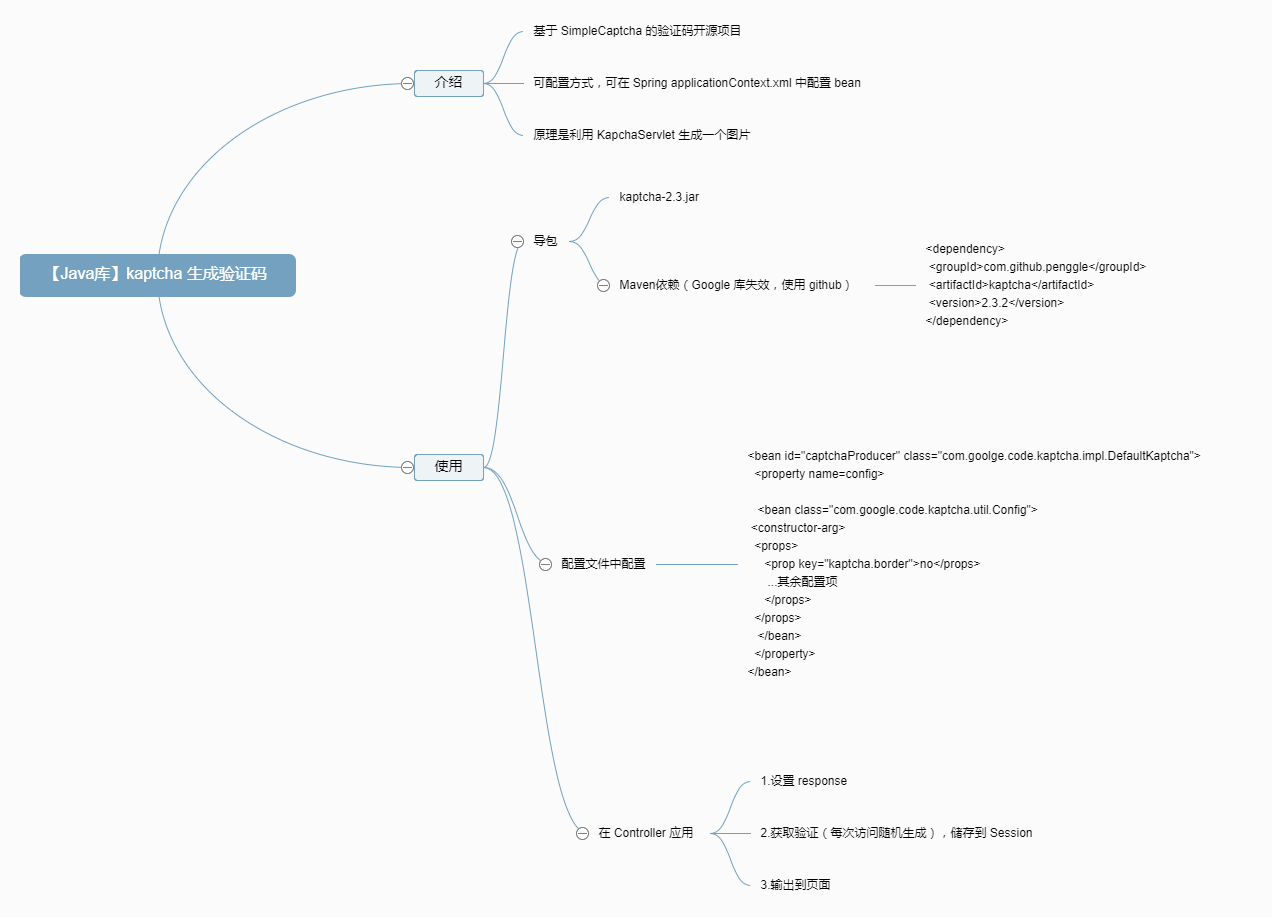 【Java库】kaptcha 生成验证码
介绍
基于 SimpleCaptcha 的验证码开源项目
可配置方式，可在 Spring applicationContext.xml 中配置 bean
原理是利用 KapchaServlet 生成一个图片
使用
导包
kaptcha-2.3.jar
Maven依赖（Google 库失效，使用 github）
<dependency>
<groupId>com.github.penggle</groupId>
<artifactId>kaptcha</artifactId>
<version>2.3.2</version>
</dependency>
配置文件中配置
<bean id="captchaProducer" class="com.goolge.code.kaptcha.impl.DefaultKaptcha">
<property name=config>
<bean class="com.google.code.kaptcha.util.Config">
<constructor-arg>
<props>
<prop key="kaptcha.border">no</props>
...其余配置项
</props>
</props>
</bean>
</property>
</bean>
在 Controller 应用
1.设置 response
2.获取验证（每次访问随机生成），储存到 Session
3.输出到页面